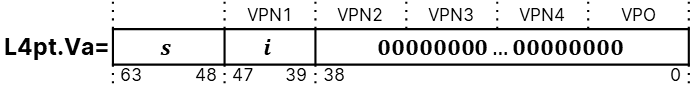 VPN1 VPN2 VPN3 VPN4 VPO
L4pt.Va= s i 00000000 ... 00000000
63 48 47 39 38 0